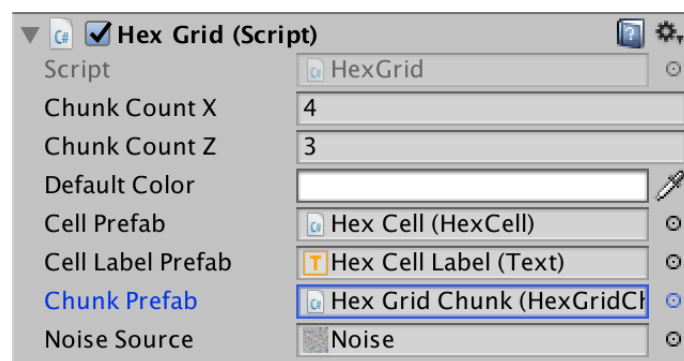 Hex Grid (Script)
Script HexGrid
Chunk Count X 4
Chunk Count Z 3
Default Color
Cell Prefab Hex Cell (HexCell)
Cell Label Prefab T Hex Cell Label (Text)
Chunk Prefab Hex Grid Chunk (HexGridCh
Noise Source Noise